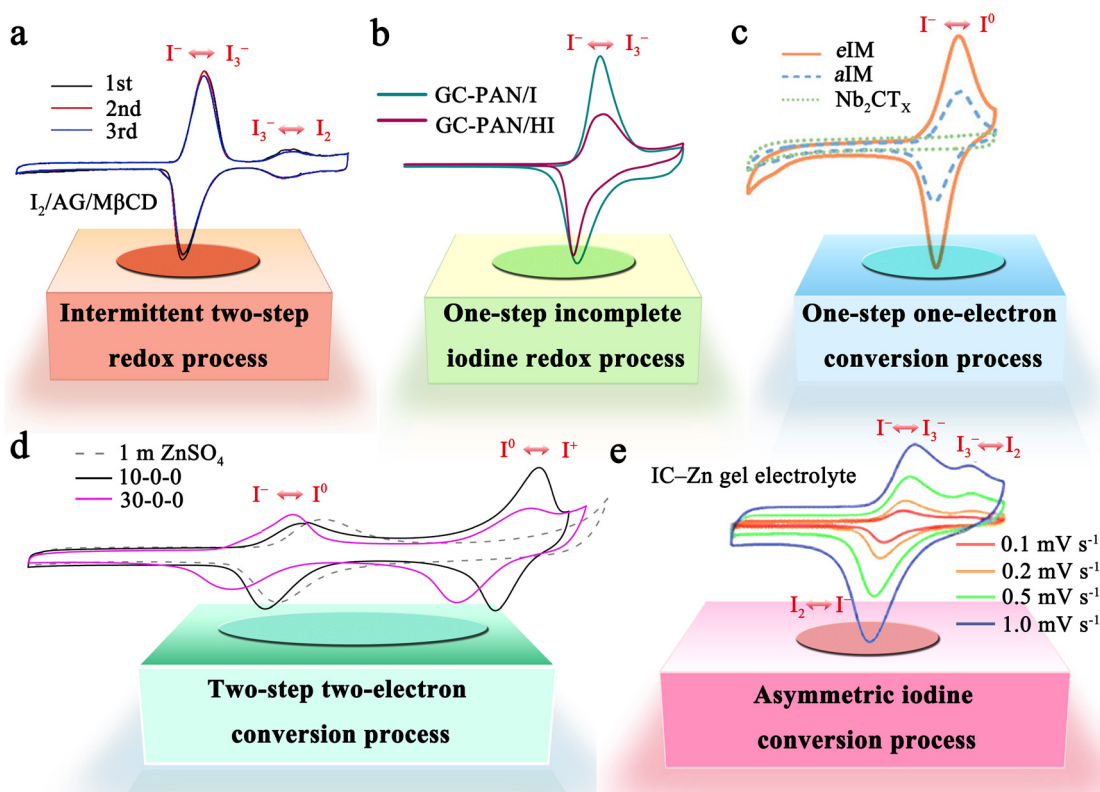 a
I⁻ ⇔ I₃⁻
1st
2nd
3rd
I₃⁻ ⇔ I₂
I₂/AG/MβCD
Intermittent two-step
redox process
b
I⁻ ⇔ I₃⁻
GC-PAN/I
GC-PAN/HI
One-step incomplete
iodine redox process
c
I⁻ ⇔ I⁰
eIM
aIM
Nb₂CTₓ
One-step one-electron
conversion process
d
1 m ZnSO₄
10-0-0
30-0-0
I⁻ ⇔ I⁰
I⁰ ⇔ I⁺
Two-step two-electron
conversion process
e
I⁻ ⇔ I₃⁻
I₃⁻ ⇔ I₂
IC–Zn gel electrolyte
0.1 mV s⁻¹
0.2 mV s⁻¹
0.5 mV s⁻¹
1.0 mV s⁻¹
I₂ ⇔ I⁻
Asymmetric iodine
conversion process